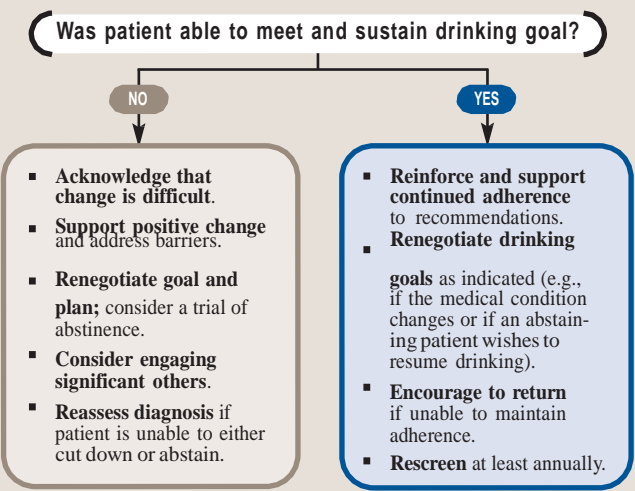 Was patient able to meet and sustain drinking goal?
NO
YES
▪ Acknowledge that
change is difficult.
▪ Support positive change
and address barriers.
▪ Renegotiate goal and
plan; consider a trial of
abstinence.
▪ Consider engaging
significant others.
▪ Reassess diagnosis if
patient is unable to either
cut down or abstain.
▪ Reinforce and support
continued adherence
to recommendations.
▪ Renegotiate drinking
goals as indicated (e.g.,
if the medical condition
changes or if an abstain-
ing patient wishes to
resume drinking).
▪ Encourage to return
if unable to maintain
adherence.
▪ Rescreen at least annually.